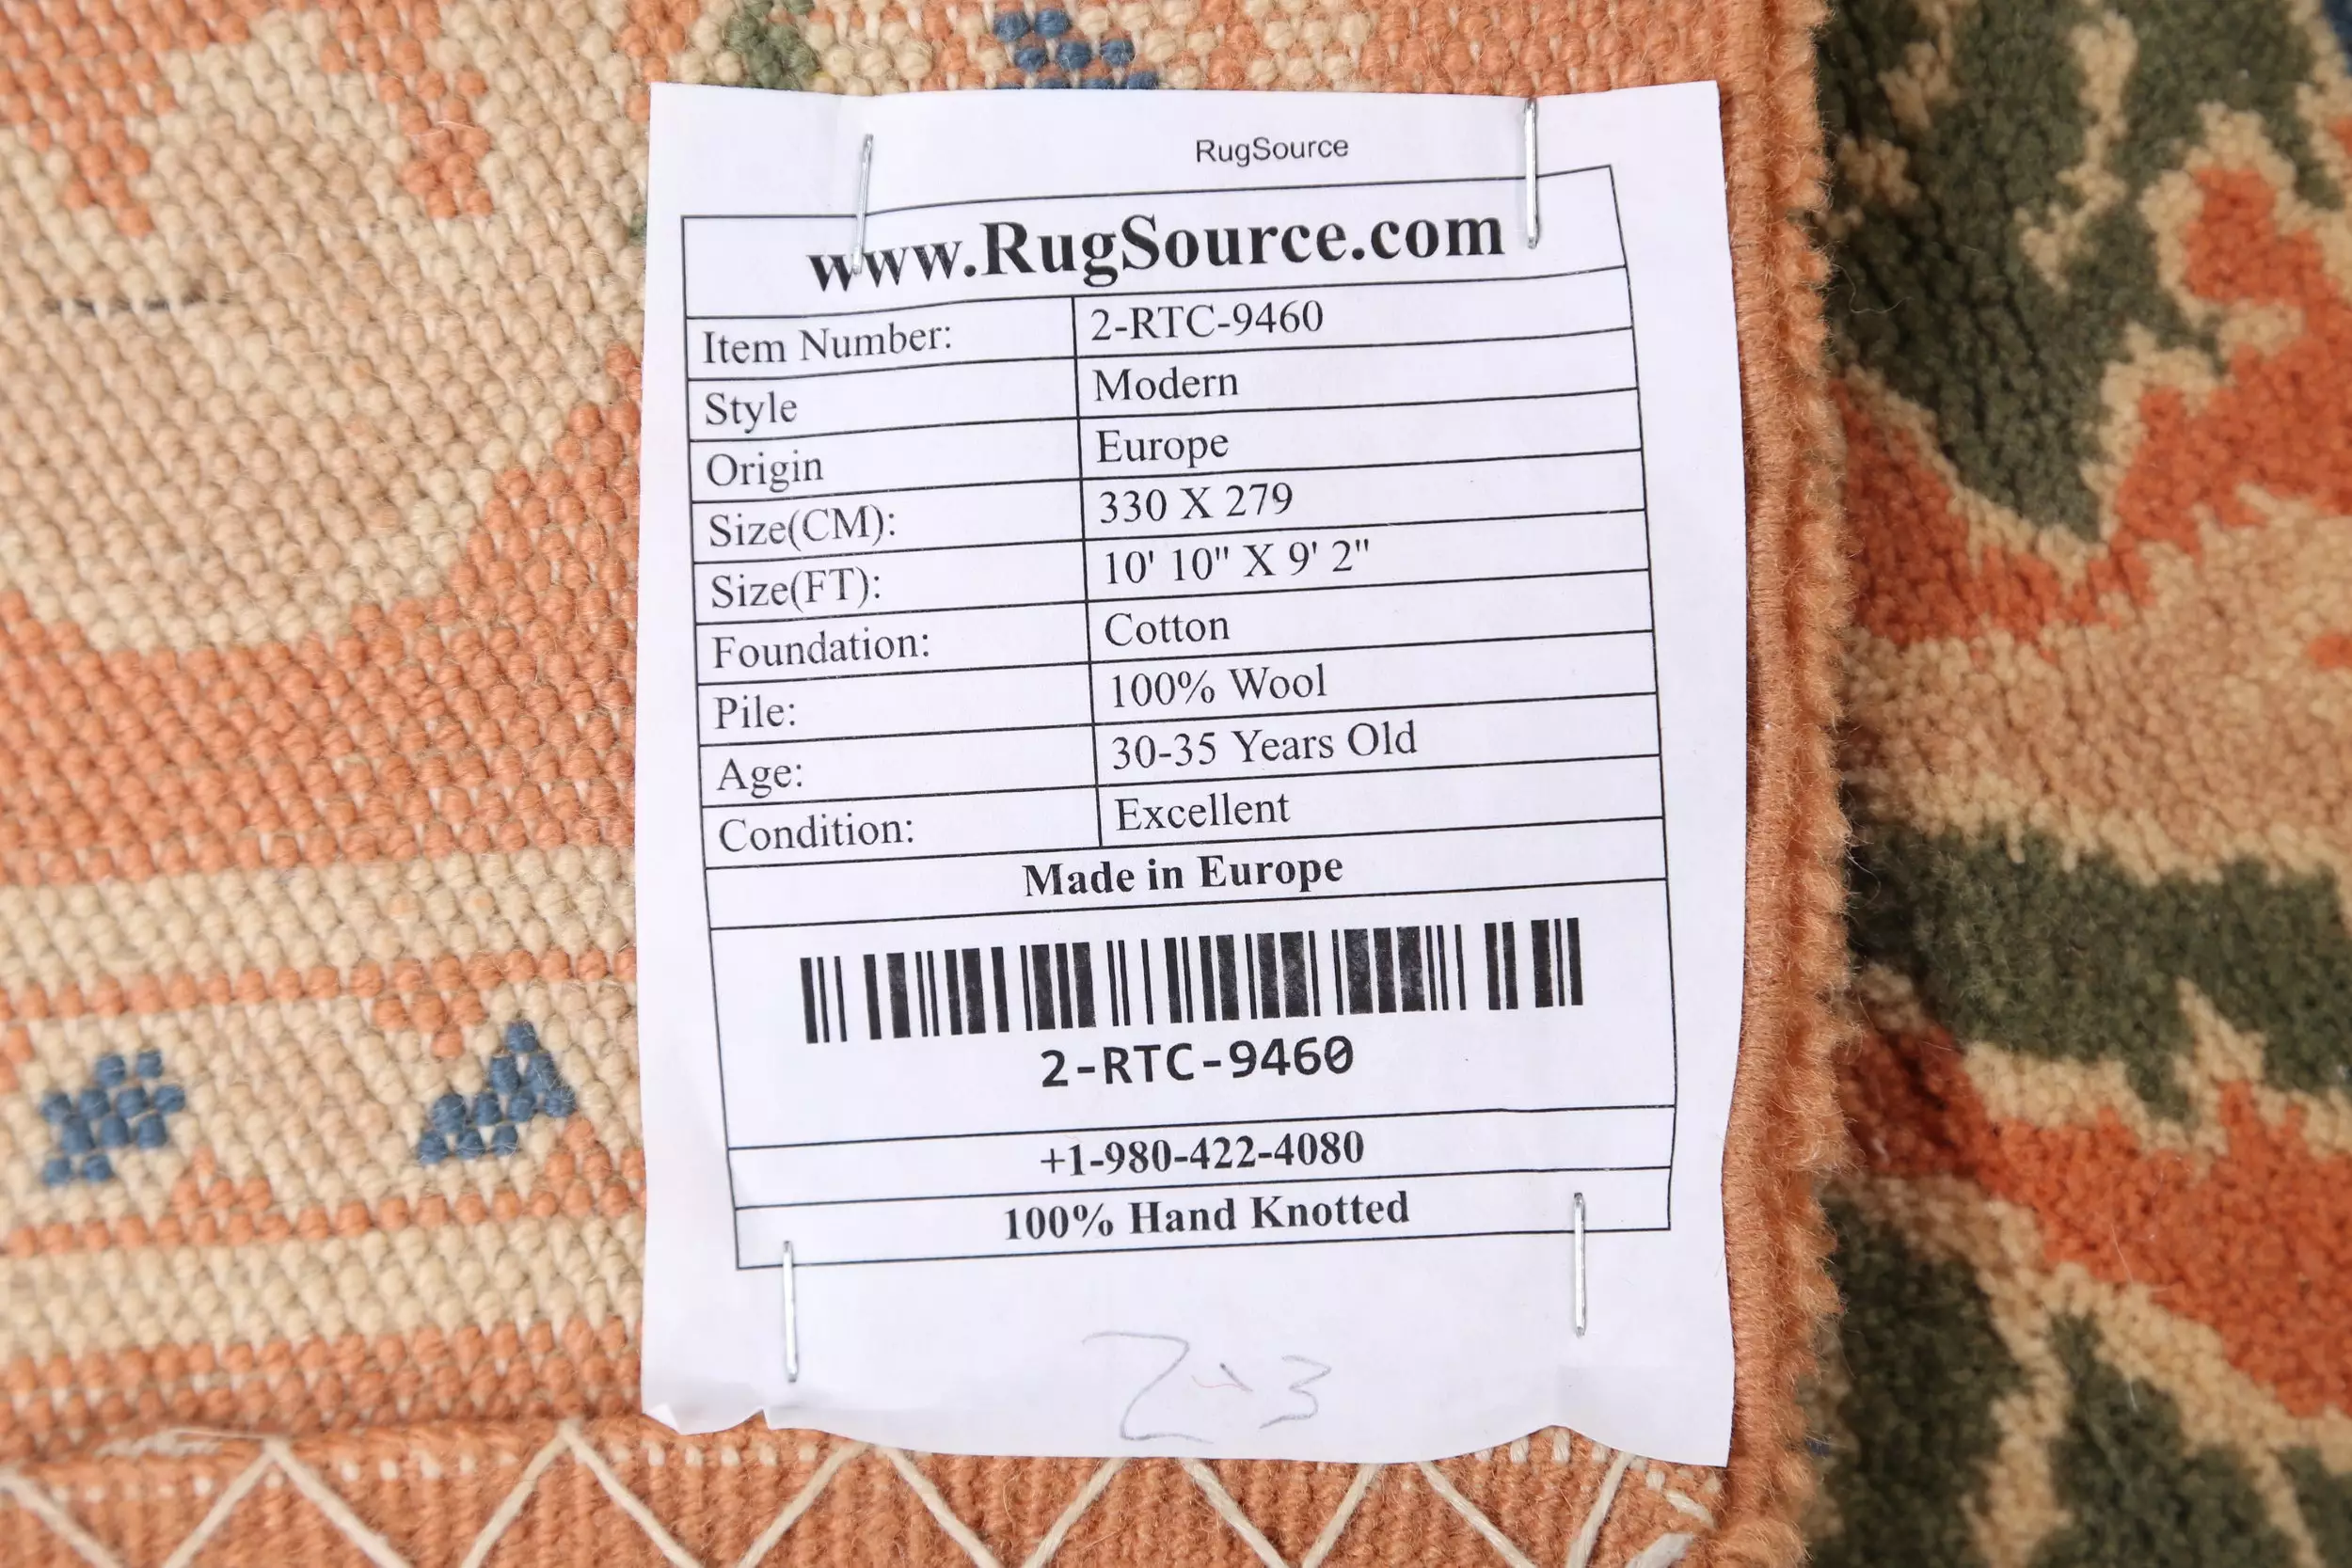 RugSource
www.RugSource.com
Item Number: 2-RTC-9460
Style Modern
Origin Europe
Size(CM): 330 X 279
Size(FT): 10' 10" X 9' 2"
Foundation: Cotton
Pile: 100% Wool
Age: 30-35 Years Old
Condition: Excellent
Made in Europe
2-RTC-9460
+1-980-422-4080
100% Hand Knotted